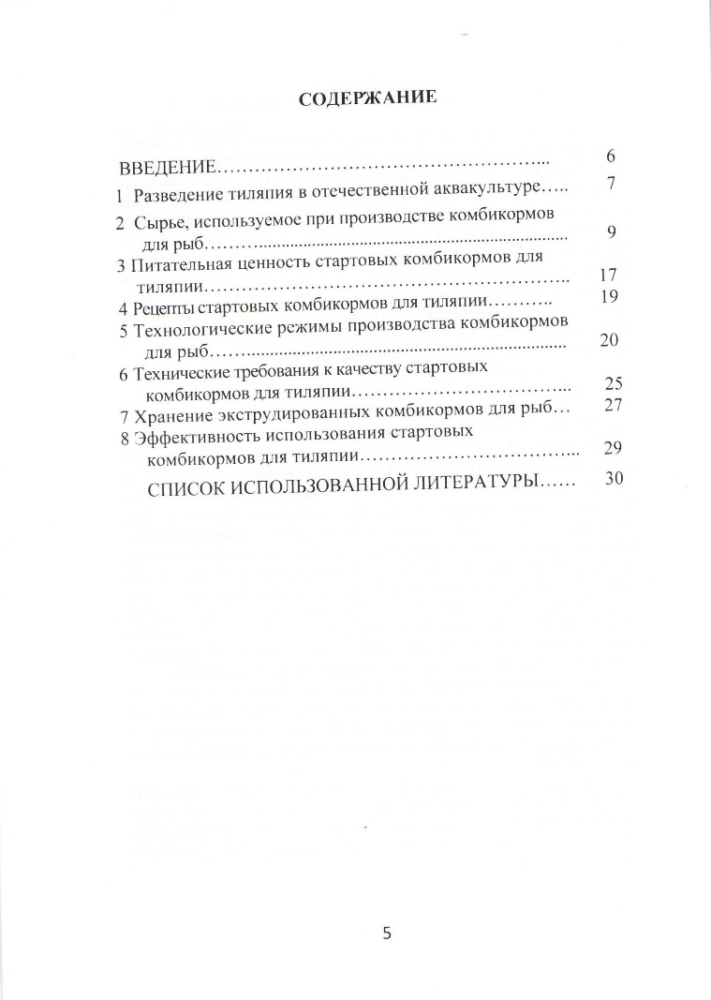 СОДЕРЖАНИЕ
ВВЕДЕНИЕ……………………………………………….. 6
1 Разведение тиляпия в отечественной аквакультуре….. 7
2 Сырье, используемое при производстве комбикормов
для рыб…..................................................................... 9
3 Питательная ценность стартовых комбикормов для
тиляпии………………………………………………….. 17
4 Рецепты стартовых комбикормов для тиляпии……….. 19
5 Технологические режимы производства комбикормов
для рыб…..................................................................... 20
6 Технические требования к качеству стартовых
комбикормов для тиляпии……………………………... 25
7 Хранение экструдированных комбикормов для рыб… 27
8 Эффективность использования стартовых
комбикормов для тиляпии……………………………... 29
СПИСОК ИСПОЛЬЗОВАННОЙ ЛИТЕРАТУРЫ…… 30
5